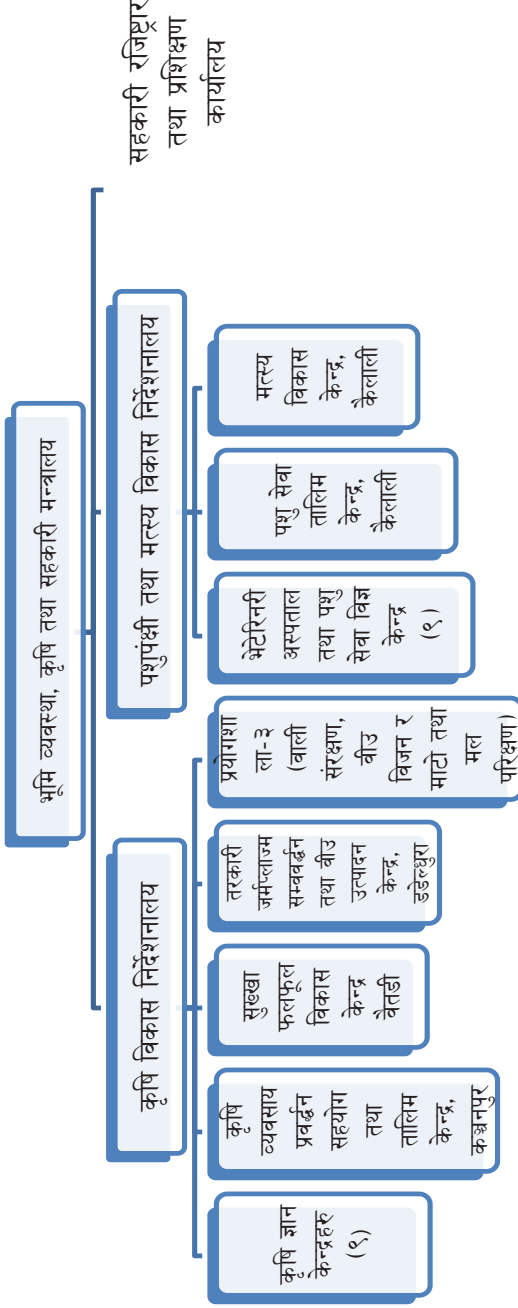 भूमि व्यवस्था, कृषि तथा सहकारी मन्त्रालय
कृषि विकास निर्देशनालय
पशुपंक्षी तथा मत्स्य विकास निर्देशनालय
सहकारी रजिष्ट्रार
तथा प्रशिक्षण
कार्यालय
कृषि ज्ञान
केन्द्रहरु
(९)
कृषि
व्यवसाय
प्रवर्द्धन
सहयोग
तथा
तालिम
केन्द्र,
कञ्चनपुर
सुख्खा
फलफूल
विकास
केन्द्र
बैतडी
तरकारी
जर्मप्लाज्म
सम्बवर्द्धन
तथा बीउ
उत्पादन
केन्द्र,
डडेल्धुरा
प्रयोगशा
ला-३
(बाली
संरक्षण,
बीउ
बिजन र
माटो तथा
मल
परिक्षण)
भेटेरिनरी
अस्पताल
तथा पशु
सेवा विज्ञ
केन्द्र
(९)
पशु सेवा
तालिम
केन्द्र,
कैलाली
मत्स्य
विकास
केन्द्र,
कैलाली